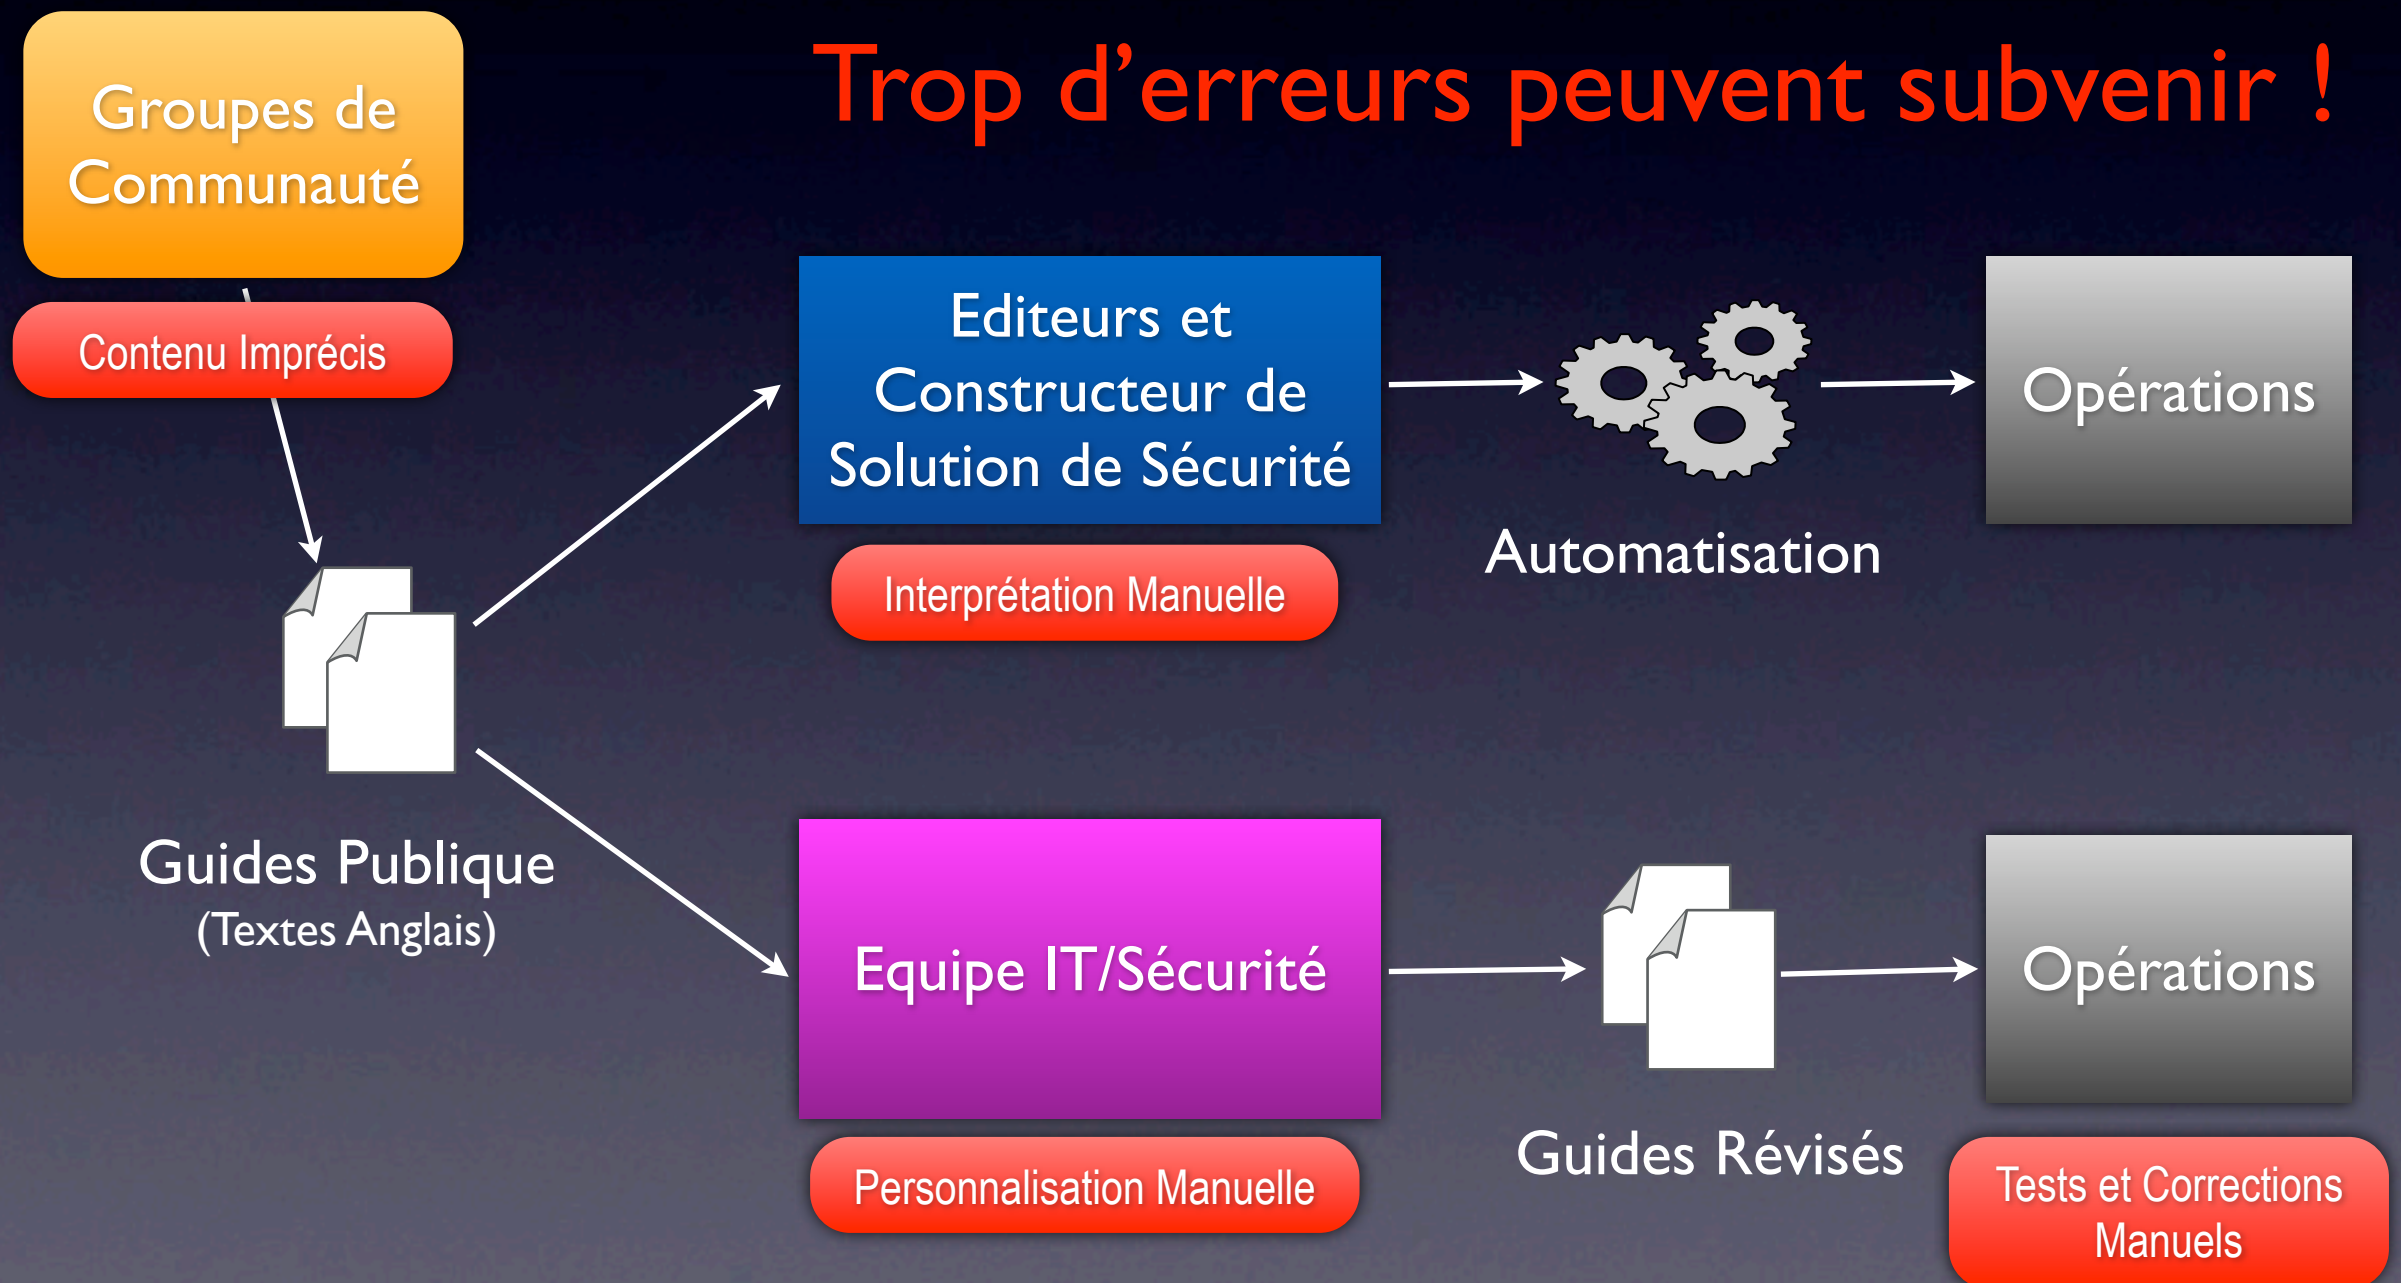 Trop d’erreurs peuvent subvenir !
Groupes de
Communauté
Contenu Imprécis
Editeurs et
Constructeur de
Solution de Sécurité
Interprétation Manuelle
Automatisation
Opérations
Guides Publique
(Textes Anglais)
Equipe IT/Sécurité
Personnalisation Manuelle
Guides Révisés
Opérations
Tests et Corrections
Manuels